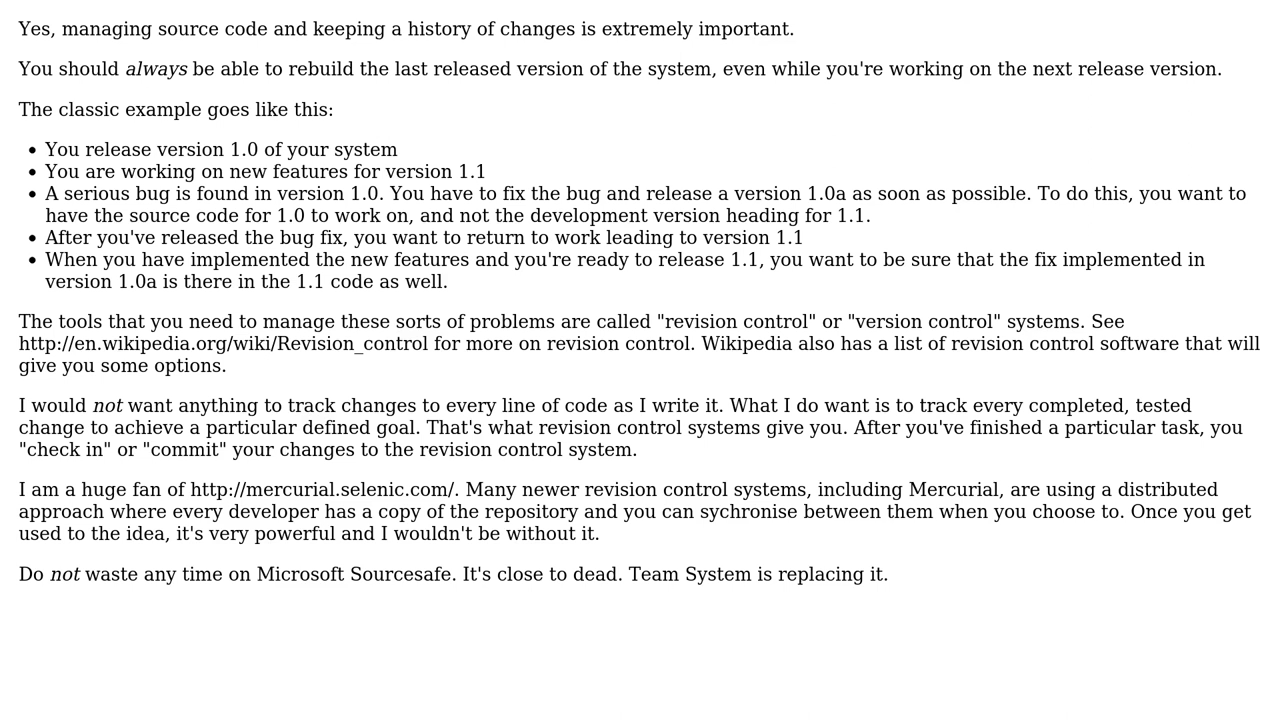 Yes, managing source code and keeping a history of changes is extremely important.
You should always be able to rebuild the last released version of the system, even while you're working on the next release version.
The classic example goes like this:
• You release version 1.0 of your system
• You are working on new features for version 1.1
• A serious bug is found in version 1.0. You have to fix the bug and release a version 1.0a as soon as possible. To do this, you want to
have the source code for 1.0 to work on, and not the development version heading for 1.1.
• After you've released the bug fix, you want to return to work leading to version 1.1
• When you have implemented the new features and you're ready to release 1.1, you want to be sure that the fix implemented in
version 1.0a is there in the 1.1 code as well.
The tools that you need to manage these sorts of problems are called "revision control" or "version control" systems. See
http://en.wikipedia.org/wiki/Revision_control for more on revision control. Wikipedia also has a list of revision control software that will
give you some options.
I would not want anything to track changes to every line of code as I write it. What I do want is to track every completed, tested
change to achieve a particular defined goal. That's what revision control systems give you. After you've finished a particular task, you
"check in" or "commit" your changes to the revision control system.
I am a huge fan of http://mercurial.selenic.com/. Many newer revision control systems, including Mercurial, are using a distributed
approach where every developer has a copy of the repository and you can sychronise between them when you choose to. Once you get
used to the idea, it's very powerful and I wouldn't be without it.
Do not waste any time on Microsoft Sourcesafe. It's close to dead. Team System is replacing it.